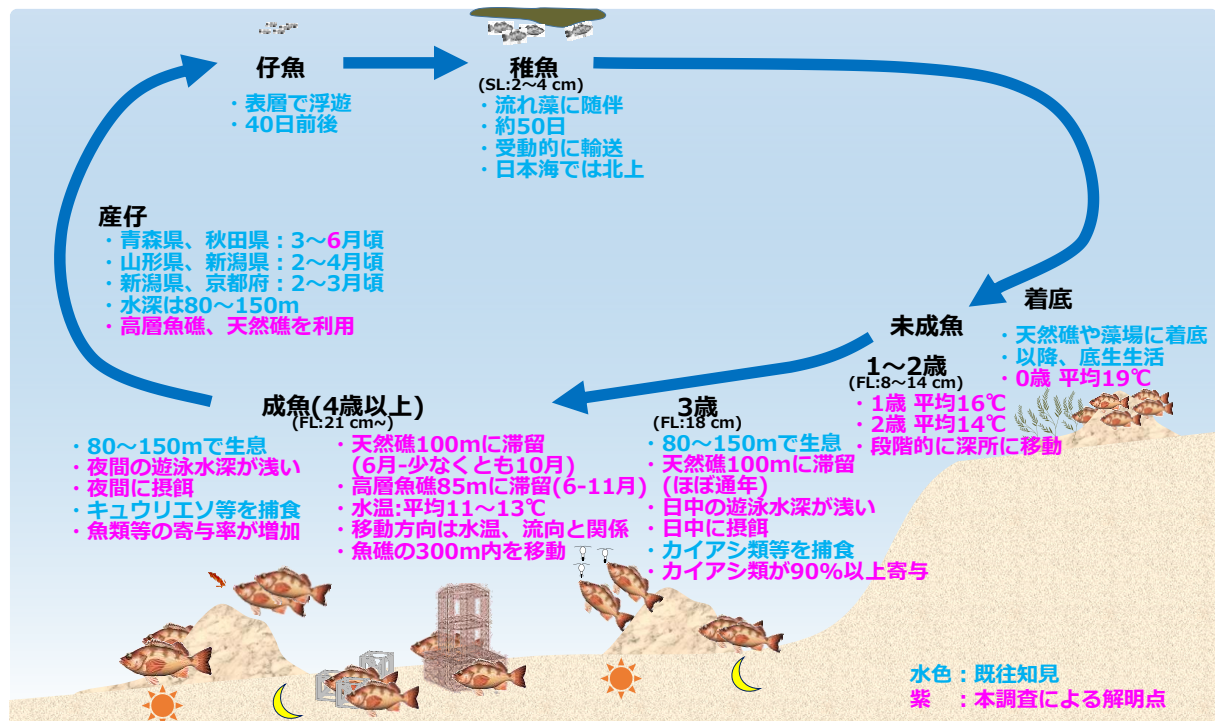 仔魚
・表層で浮遊
・40日前後
稚魚
(SL:2～4 cm)
・流れ藻に随伴
・約50日
・受動的に輸送
・日本海では北上
着底
・天然礁や藻場に着底
・以降、底生生活
・0歳 平均19℃
未成魚
1～2歳
(FL:8～14 cm)
・1歳 平均16℃
・2歳 平均14℃
・段階的に深所に移動
3歳
(FL:18 cm)
・80～150mで生息
・天然礁100mに滞留
(ほぼ通年)
・日中の遊泳水深が浅い
・日中に摂餌
・カイアシ類等を捕食
・カイアシ類が90%以上寄与
成魚(4歳以上)
(FL:21 cm~)
・80～150mで生息
・夜間の遊泳水深が浅い
・夜間に摂餌
・キュウリエソ等を捕食
・魚類等の寄与率が増加
・天然礁100mに滞留
(6月-少なくとも10月)
・高層魚礁85mに滞留(6-11月)
・水温:平均11～13℃
・移動方向は水温、流向と関係
・魚礁の300m内を移動
産仔
・青森県、秋田県：3～6月頃
・山形県、新潟県：2～4月頃
・新潟県、京都府：2～3月頃
・水深は80～150m
・高層魚礁、天然礁を利用
水色：既往知見
紫　：本調査による解明点